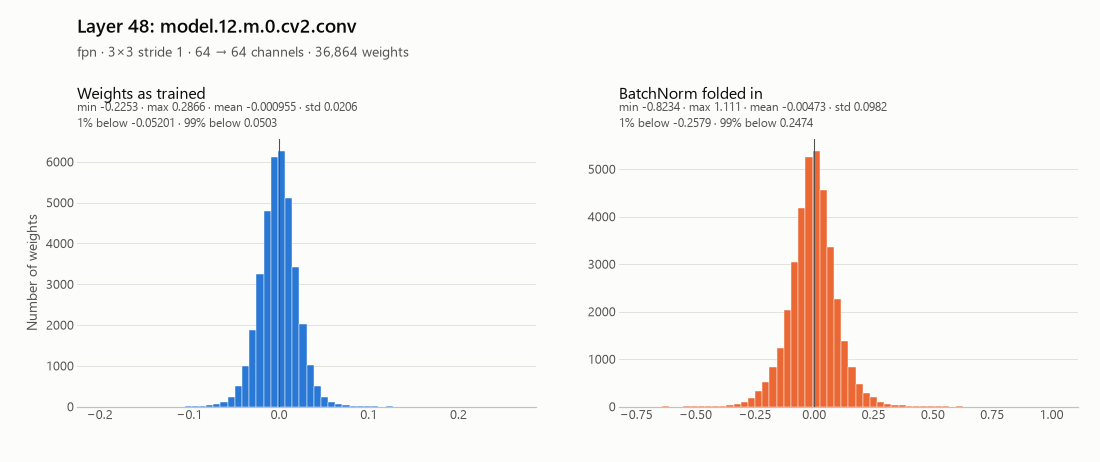 Layer 48: model.12.m.0.cv2.conv
fpn · 3×3 stride 1 · 64 → 64 channels · 36,864 weights
Weights as trained
min -0.2253 · max 0.2866 · mean -0.000955 · std 0.0206
1% below -0.05201 · 99% below 0.0503
Number of weights
6000
5000
4000
3000
2000
1000
0
−0.2 −0.1 0.0 0.1 0.2
BatchNorm folded in
min -0.8234 · max 1.111 · mean -0.00473 · std 0.0982
1% below -0.2579 · 99% below 0.2474
5000
4000
3000
2000
1000
0
−0.75 −0.50 −0.25 0.00 0.25 0.50 0.75 1.00